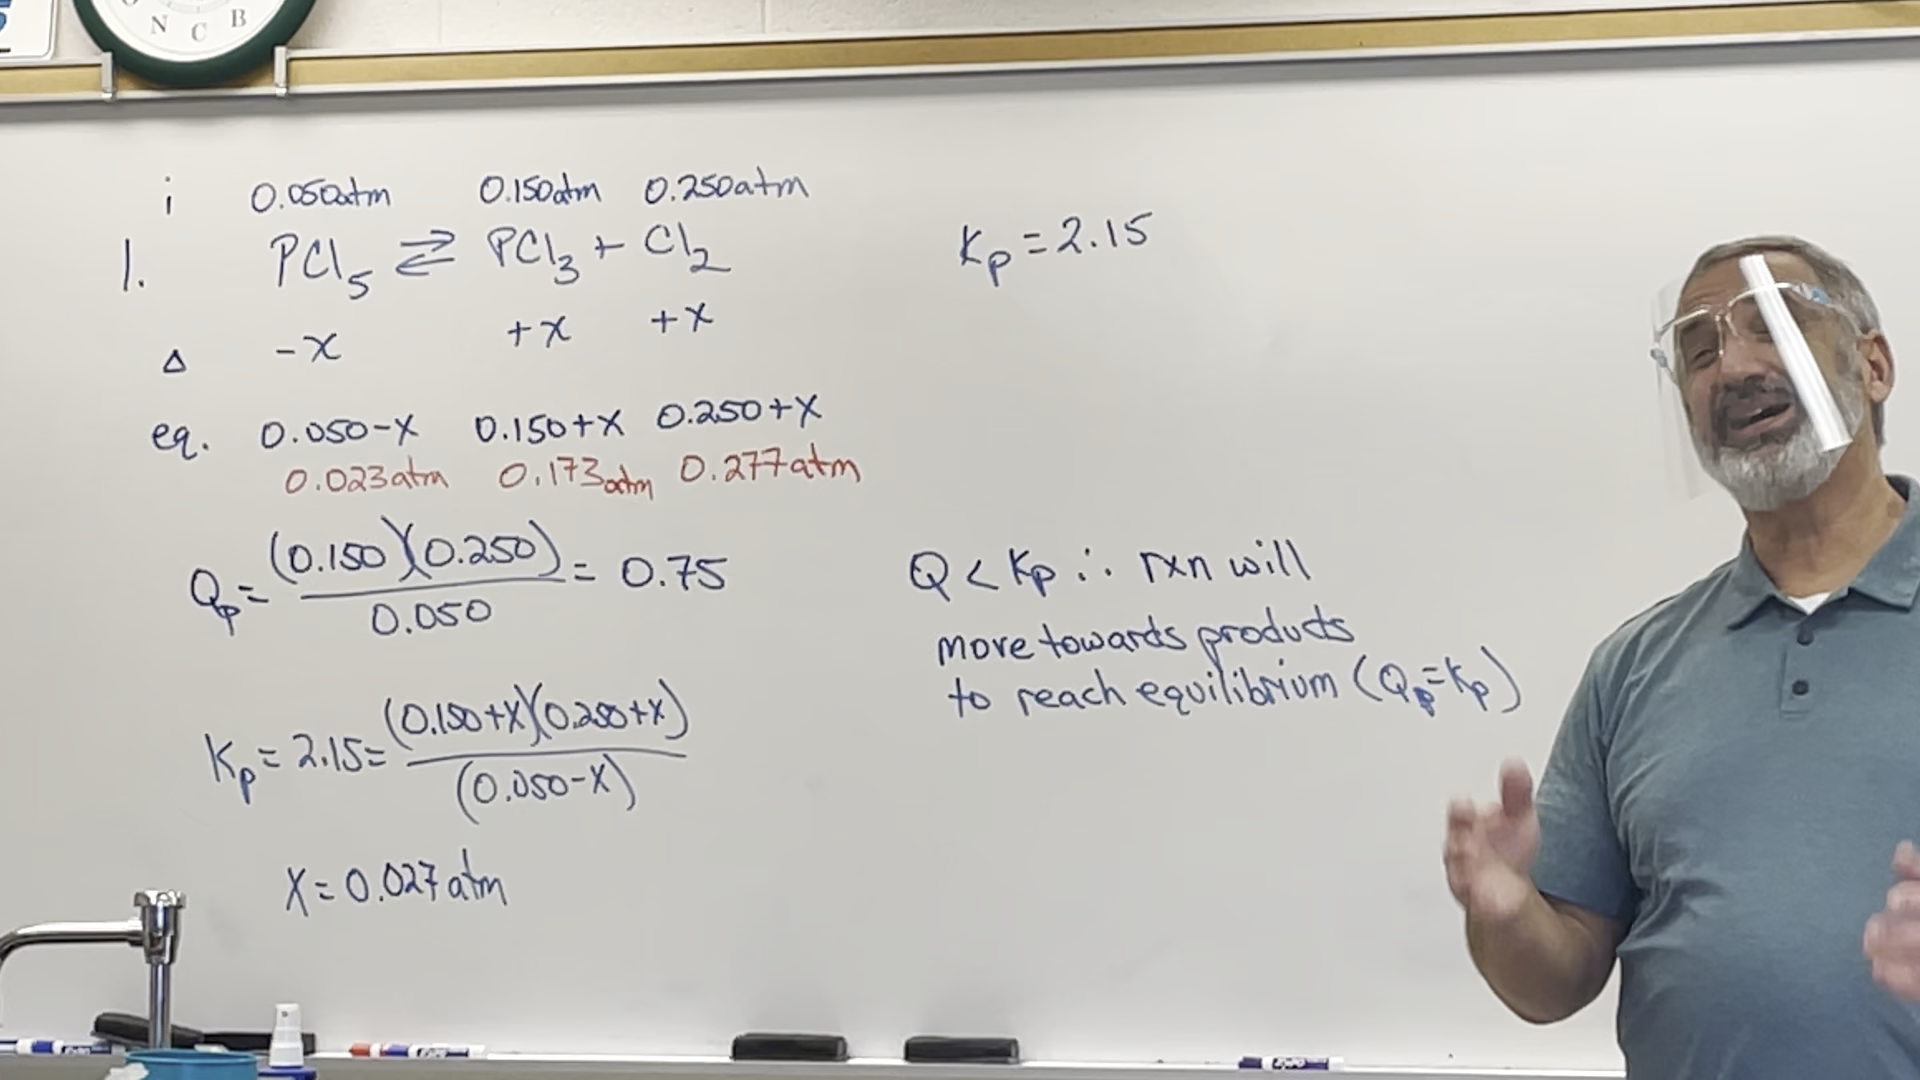 N C B
i 0.050atm 0.150atm 0.250atm
1. PCl₅ ⇌ PCl₃ + Cl₂
Kp = 2.15
Δ -x +x +x
eq. 0.050-x 0.150+x 0.250+x
0.023atm 0.173atm 0.277atm
Qp = (0.150)(0.250) / 0.050 = 0.75
Kp = 2.15 = (0.150+x)(0.250+x) / (0.050-x)
x = 0.027 atm
Q < Kp ∴ rxn will
move towards products
to reach equilibrium (Qp=Kp)
EXPO